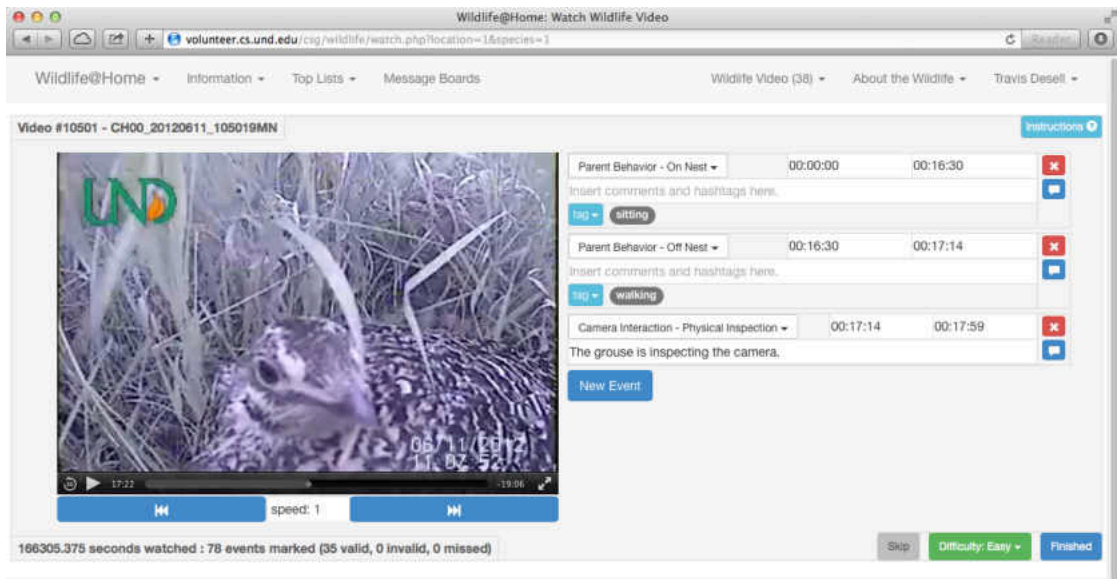 Wildlife@Home: Watch Wildlife Video
volunteer.cs.und.edu/csg/wildlife/watch.php?location=1&species=1
Reader
Wildlife@Home Information Top Lists Message Boards Wildlife Video (38) About the Wildlife Travis Desell
Video #10501 - CH00_20120611_105019MN
Instructions
UND
Parent Behavior - On Nest 00:00:00 00:16:30
Insert comments and hashtags here.
tag sitting
Parent Behavior - Off Nest 00:16:30 00:17:14
Insert comments and hashtags here.
tag walking
Camera Interaction - Physical Inspection 00:17:14 00:17:59
The grouse is inspecting the camera.
New Event
06/11/2012
11:07:52
17:22 -19:06
speed: 1
166305.375 seconds watched : 78 events marked (35 valid, 0 invalid, 0 missed)
Skip Difficulty: Easy Finished